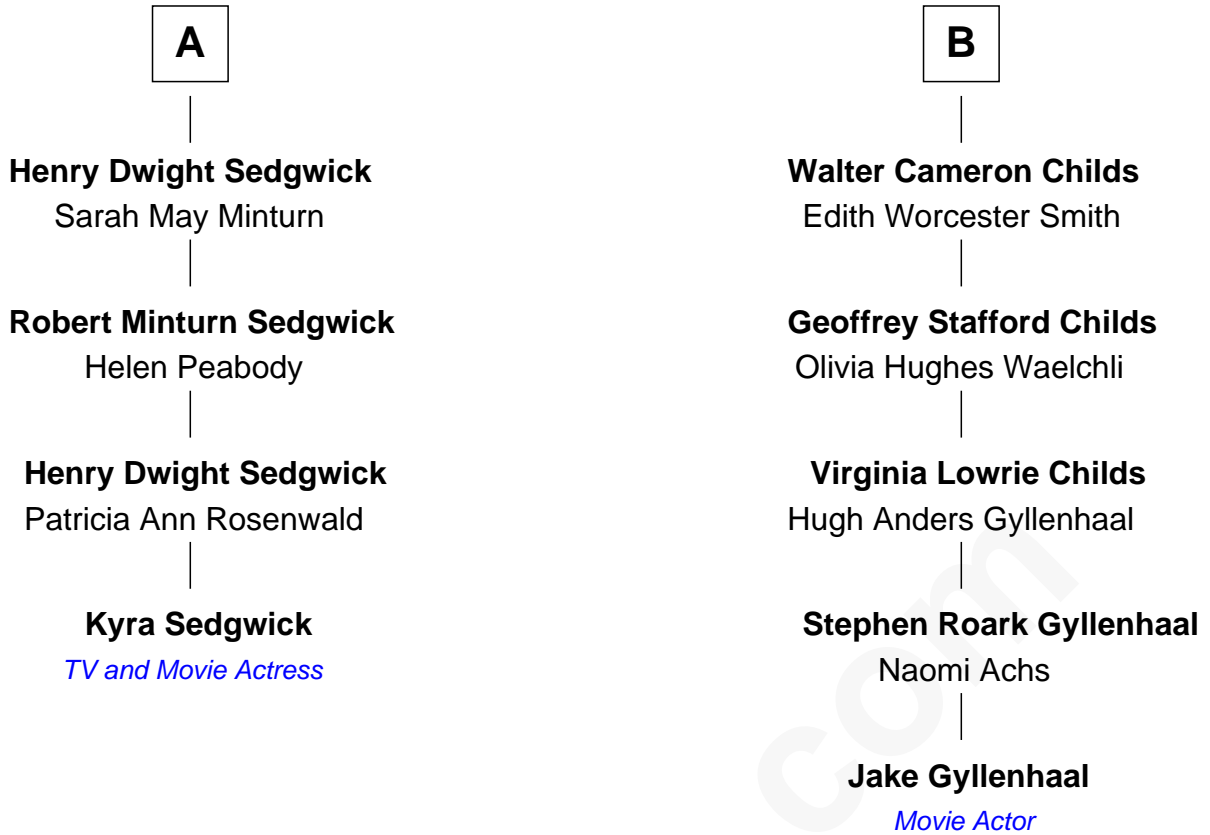 A
Henry Dwight Sedgwick
Sarah May Minturn
Robert Minturn Sedgwick
Helen Peabody
Henry Dwight Sedgwick
Patricia Ann Rosenwald
Kyra Sedgwick
TV and Movie Actress
B
Walter Cameron Childs
Edith Worcester Smith
Geoffrey Stafford Childs
Olivia Hughes Waelchli
Virginia Lowrie Childs
Hugh Anders Gyllenhaal
Stephen Roark Gyllenhaal
Naomi Achs
Jake Gyllenhaal
Movie Actor
com